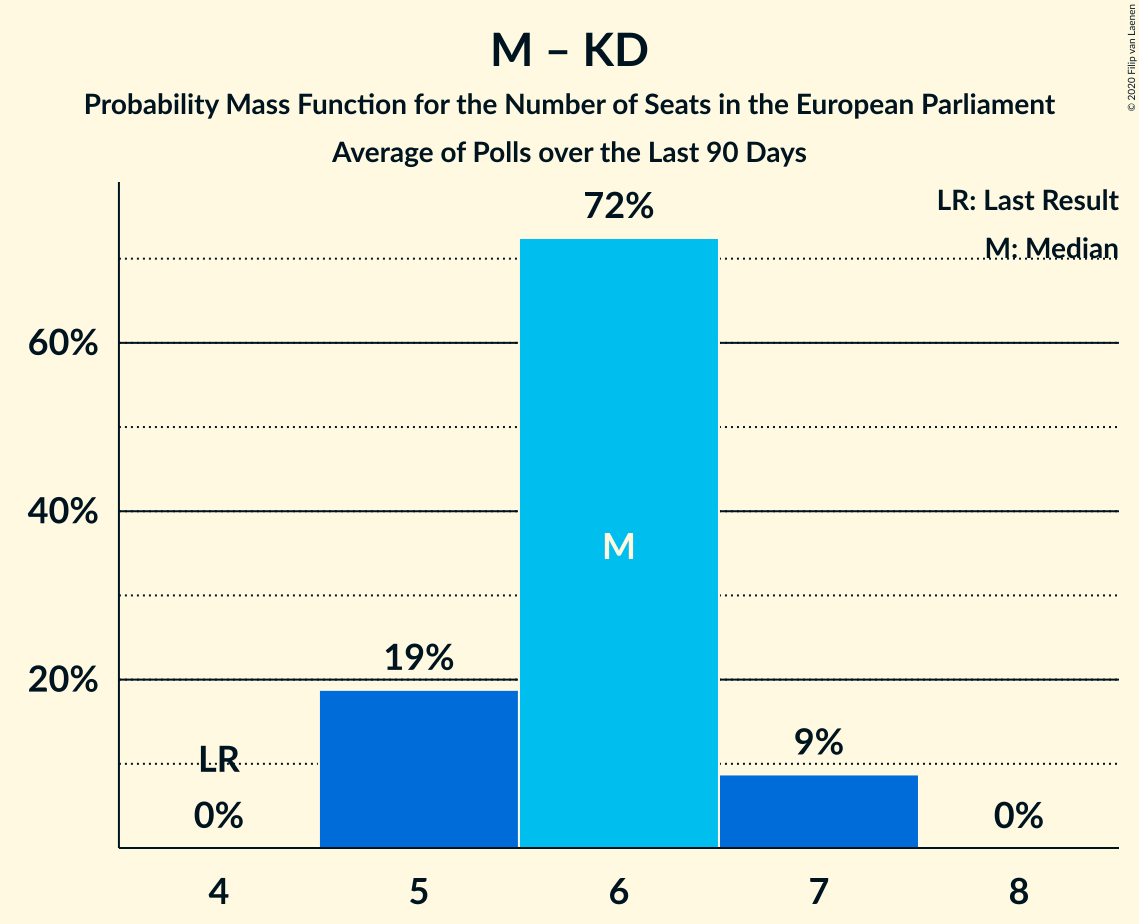 M – KD
Probability Mass Function for the Number of Seats in the European Parliament
Average of Polls over the Last 90 Days
© 2020 Filip van Laenen
LR: Last Result
M: Median
72%
60%
40%
M
19%
20%
LR
9%
0%
0%
4 5 6 7 8